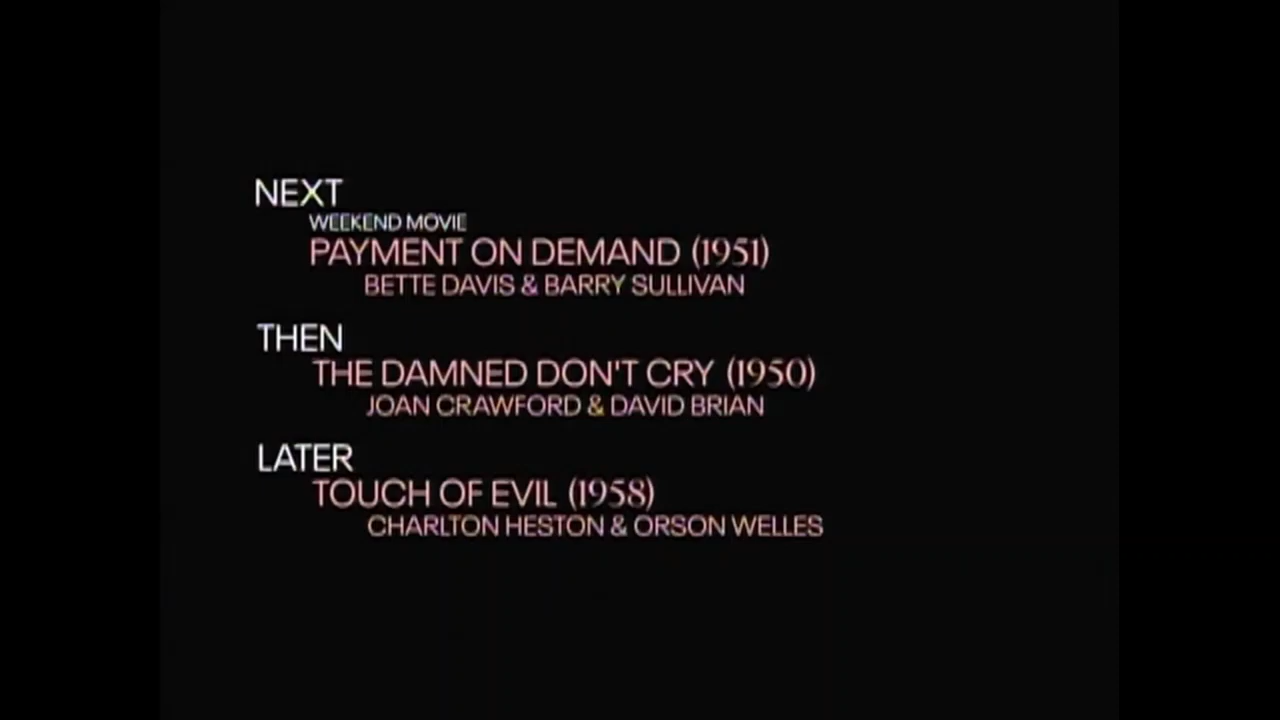 NEXT
WEEKEND MOVIE
PAYMENT ON DEMAND (1951)
BETTE DAVIS & BARRY SULLIVAN
THEN
THE DAMNED DON'T CRY (1950)
JOAN CRAWFORD & DAVID BRIAN
LATER
TOUCH OF EVIL (1958)
CHARLTON HESTON & ORSON WELLES